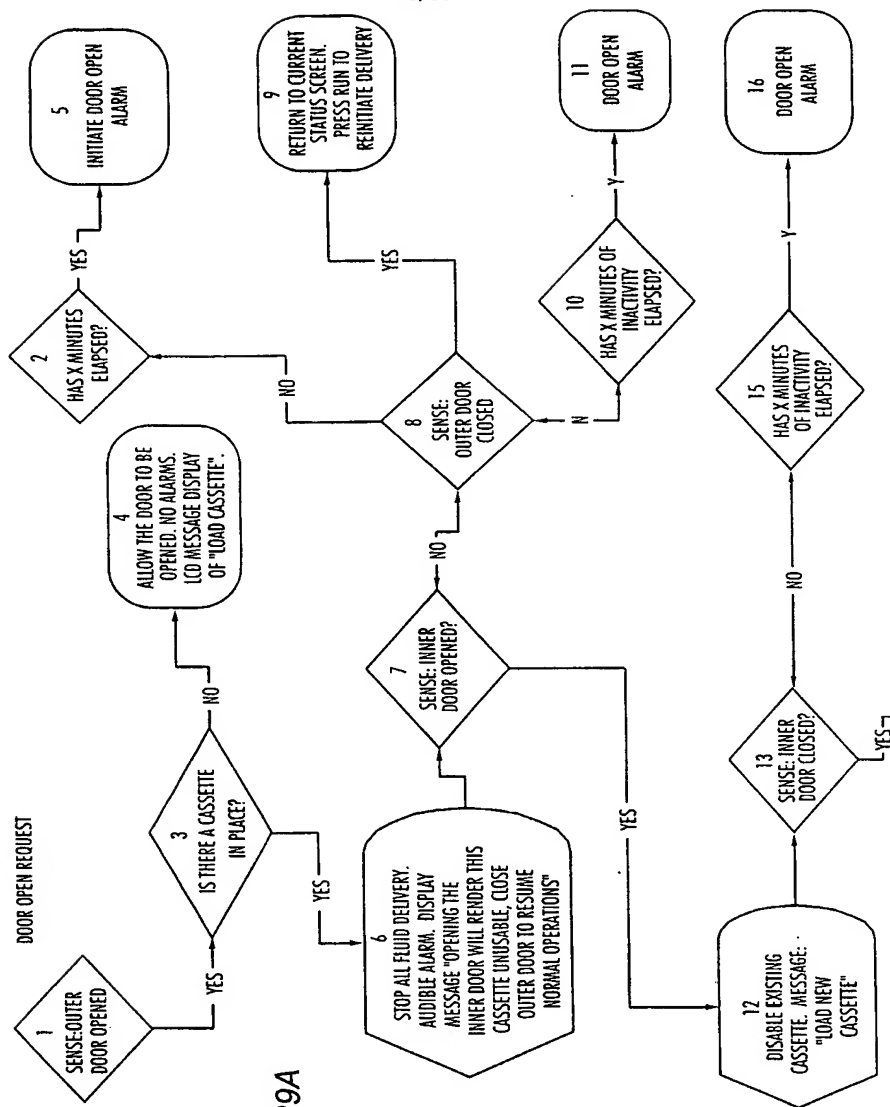 DOOR OPEN REQUEST
1
SENSE:OUTER
DOOR OPENED
YES
3
IS THERE A CASSETTE
IN PLACE?
NO
4
ALLOW THE DOOR TO BE
OPENED. NO ALARMS.
LCD MESSAGE DISPLAY
OF "LOAD CASSETTE".
YES
6
STOP ALL FLUID DELIVERY.
AUDIBLE ALARM. DISPLAY
MESSAGE "OPENING THE
INNER DOOR WILL RENDER THIS
CASSETTE UNUSABLE, CLOSE
OUTER DOOR TO RESUME
NORMAL OPERATIONS"
7
SENSE: INNER
DOOR OPENED?
NO
8
SENSE:
OUTER DOOR
CLOSED
NO
2
HAS X MINUTES
ELAPSED?
YES
5
INITIATE DOOR OPEN
ALARM
YES
9
RETURN TO CURRENT
STATUS SCREEN.
PRESS RUN TO
REINITIATE DELIVERY
N
10
HAS X MINUTES OF
INACTIVITY
ELAPSED?
Y
11
DOOR OPEN
ALARM
YES
12
DISABLE EXISTING
CASSETTE. MESSAGE:
"LOAD NEW
CASSETTE"
13
SENSE: INNER
DOOR CLOSED?
YES
NO
15
HAS X MINUTES
OF INACTIVITY
ELAPSED?
Y
16
DOOR OPEN
ALARM
9A